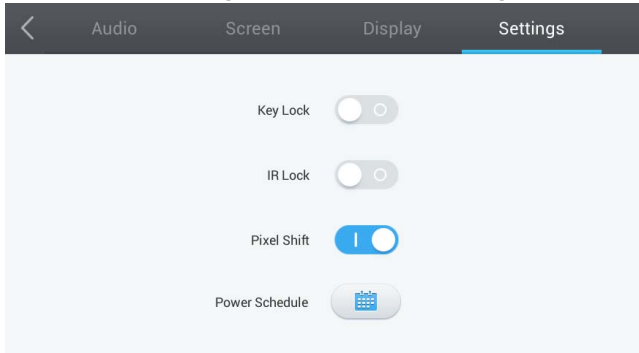 Audio Screen Display Settings
Key Lock
IR Lock
Pixel Shift
Power Schedule